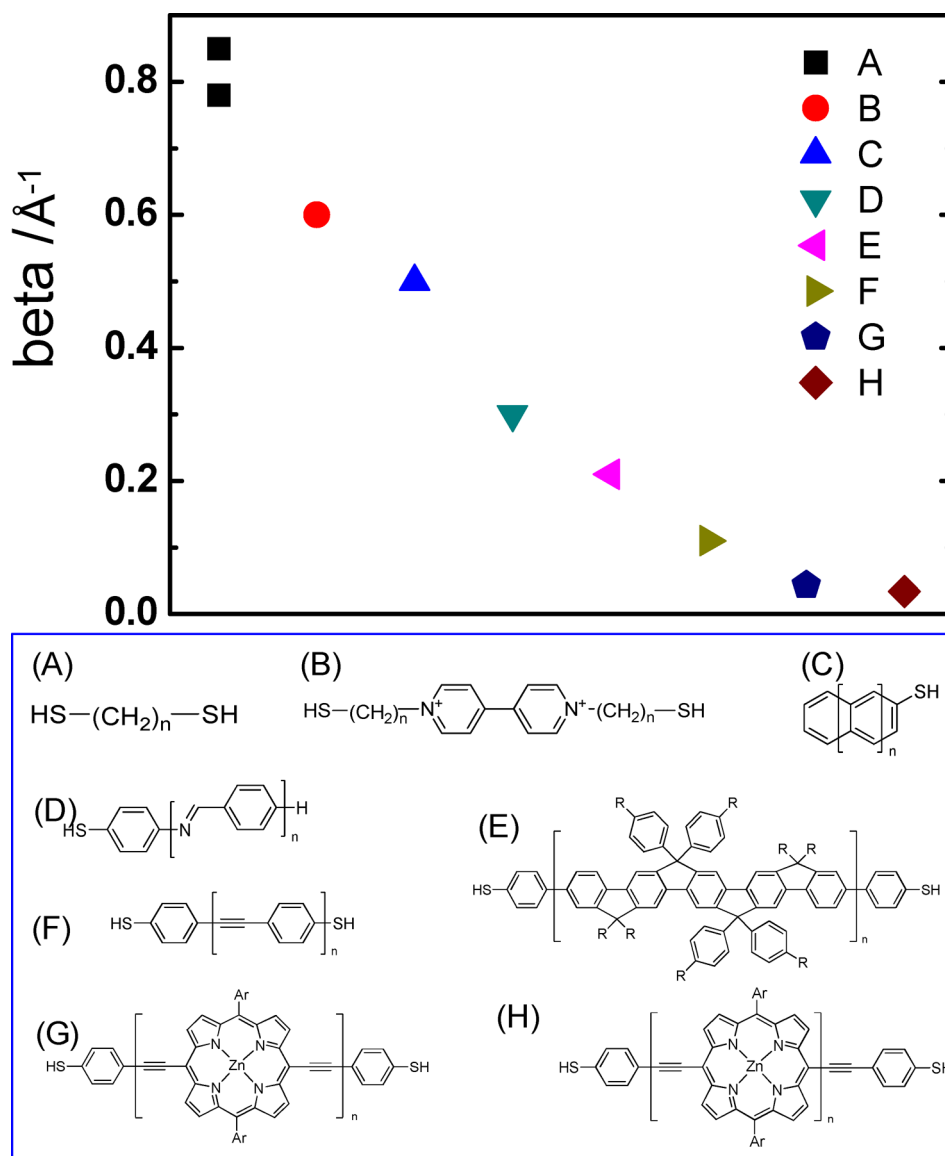 beta /Å-1
0.8
0.6
0.4
0.2
0.0
A
B
C
D
E
F
G
H
(A)
HS (CH2)n SH
(B)
HS (CH2)n N+ N+ (CH2)n SH
(C)
SH
n
(D)
HS N H
n
(E)
R R
R R
HS SH
n
R R
R R
(F)
HS SH
n
(G)
Ar
HS N N Zn N N SH
n
Ar
(H)
Ar
HS N N Zn N N SH
n
Ar